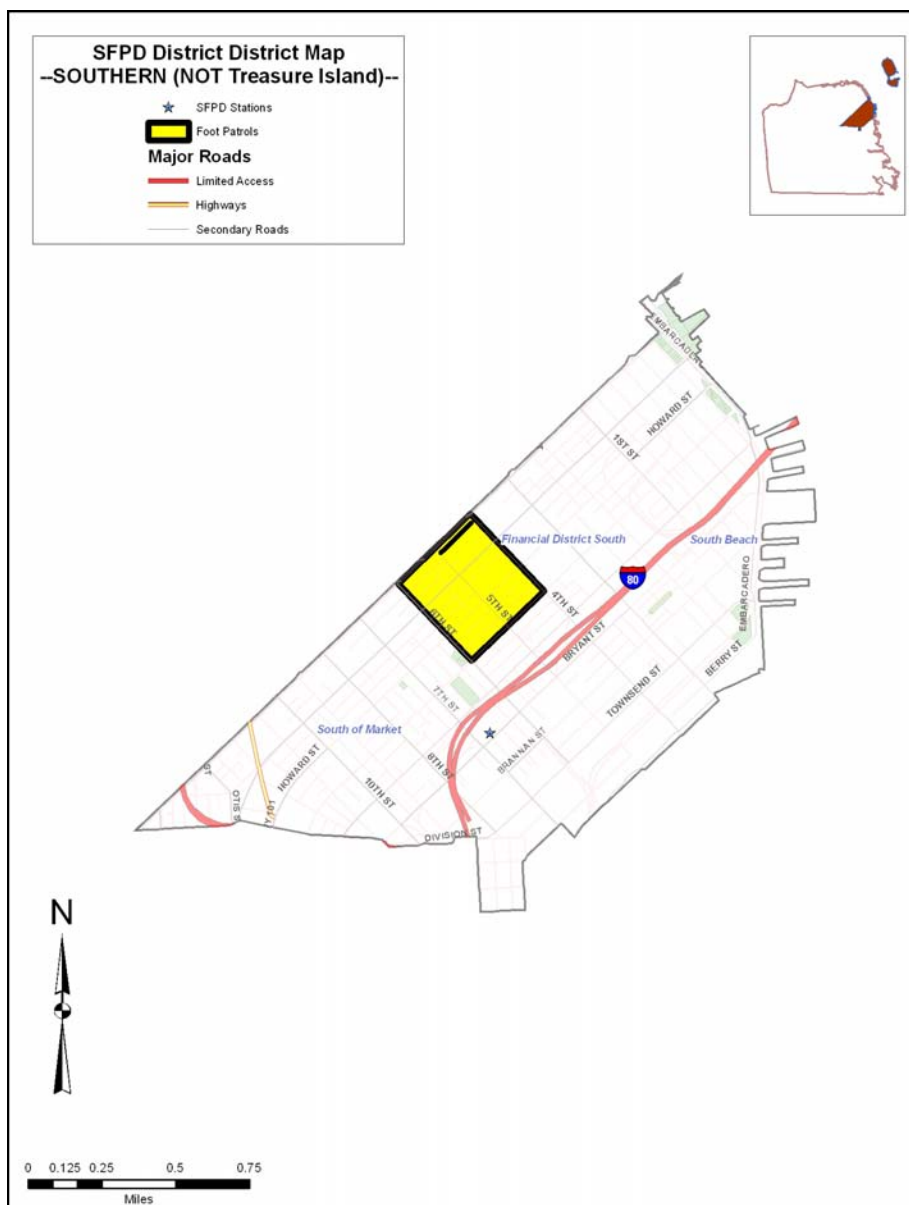 SFPD District District Map
--SOUTHERN (NOT Treasure Island)--
SFPD Stations
Foot Patrols
Major Roads
Limited Access
Highways
Secondary Roads
EMBARCADER
HOWARD ST
1ST ST
Financial District South
South Beach
80
4TH ST
5TH ST
6TH ST
BRYANT ST
EMBARCADERO
BERRY ST
TOWNSEND ST
7TH ST
South of Market
BRANNAN ST
HOWARD ST
8TH ST
10TH ST
ST
OTIS S
Y 101
DIVISION ST
N
0 0.125 0.25 0.5 0.75
Miles